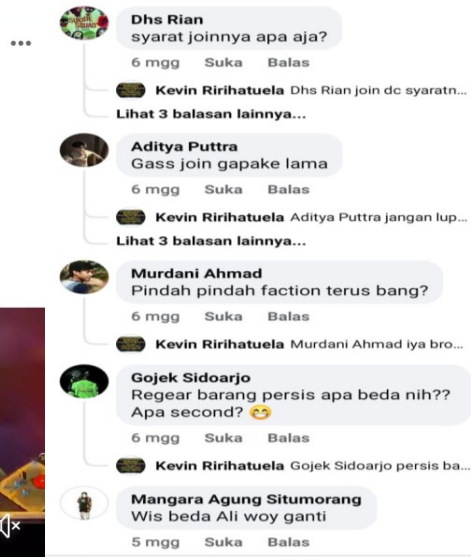 Dhs Rian
syarat joinnya apa aja?
6 mgg Suka Balas
Kevin Ririhatuela Dhs Rian join dc syaratn...
Lihat 3 balasan lainnya...
Aditya Puttra
Gass join gapake lama
6 mgg Suka Balas
Kevin Ririhatuela Aditya Puttra jangan lup...
Lihat 3 balasan lainnya...
Murdani Ahmad
Pindah pindah faction terus bang?
6 mgg Suka Balas
Kevin Ririhatuela Murdani Ahmad iya bro...
Gojek Sidoarjo
Regear barang persis apa beda nih??
Apa second? 😁
6 mgg Suka Balas
Kevin Ririhatuela Gojek Sidoarjo persis ba...
Mangara Agung Situmorang
Wis beda Ali woy ganti
5 mgg Suka Balas